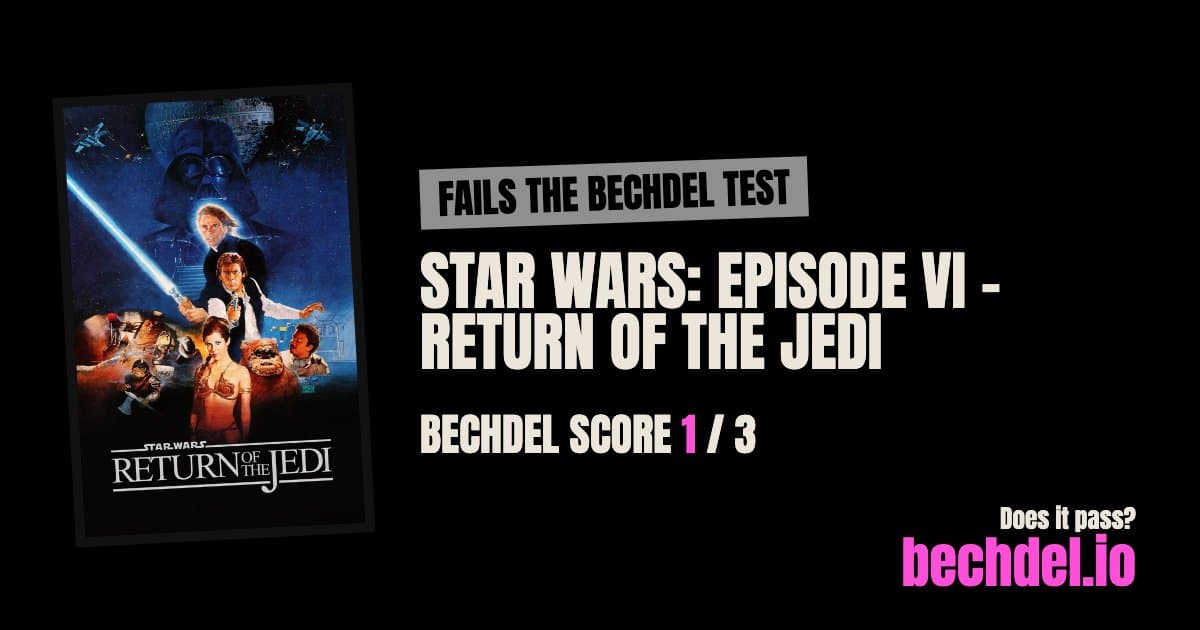 FAILS THE BECHDEL TEST
STAR WARS: EPISODE VI -
RETURN OF THE JEDI
BECHDEL SCORE 1 / 3
STAR WARS
RETURN OF THE JEDI
Does it pass?
bechdel.io